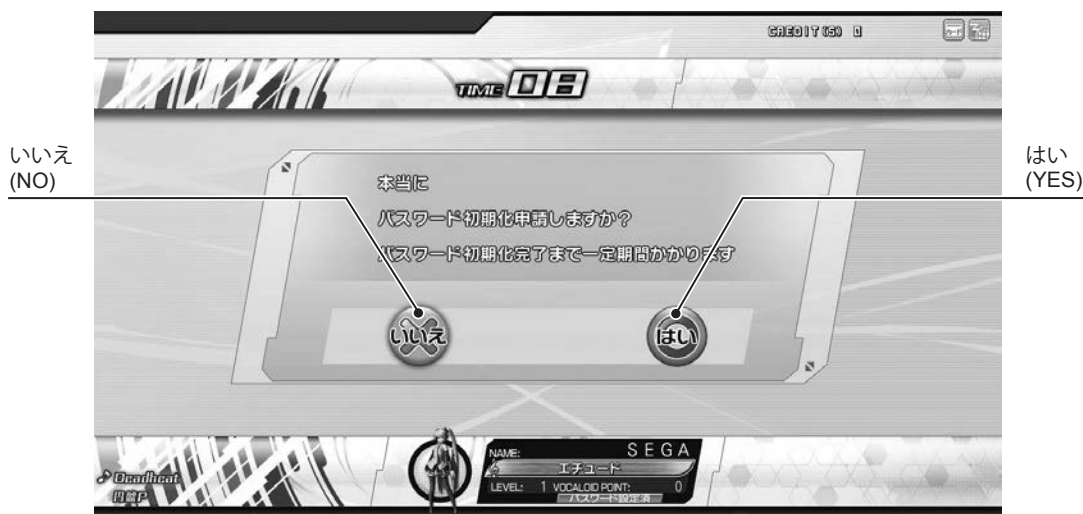 CREDIT(S) 0
TIME 08
いいえ
(NO)
はい
(YES)
本当に
パスワード初期化申請しますか？
パスワード初期化完了まで一定期間かかります
いいえ
はい
NAME: SEGA
エチュード
LEVEL: 1 VOCALOID POINT: 0
パスワード設定済
♪ Deadheat
凹鬱P